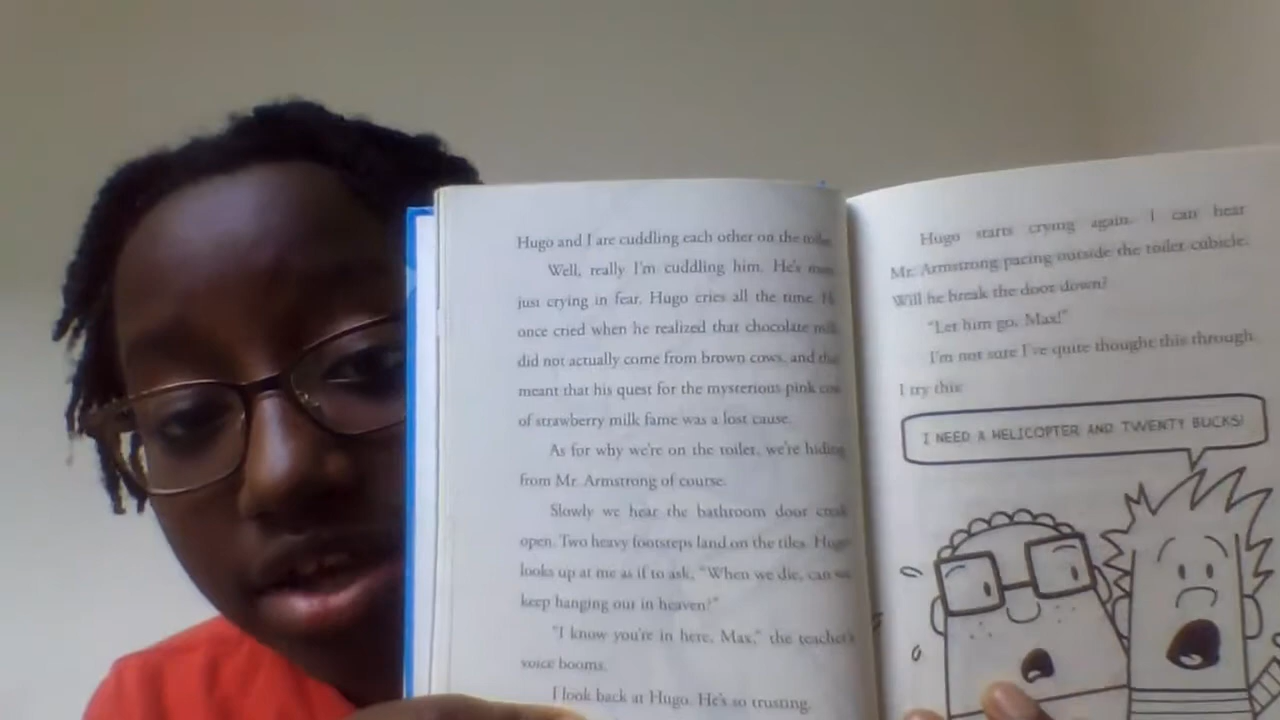 Hugo and I are cuddling each other on the toilet.
Well, really I'm cuddling him. He's more
just crying in fear. Hugo cries all the time. He
once cried when he realized that chocolate milk
did not actually come from brown cows, and that
meant that his quest for the mysterious pink cow
of strawberry milk fame was a lost cause.
As for why we're on the toilet, we're hiding
from Mr. Armstrong of course.
Slowly we hear the bathroom door creak
open. Two heavy footsteps land on the tiles. Hugo
looks up at me as if to ask, "When we die, can we
keep hanging out in heaven?"
"I know you're in here, Max," the teacher's
voice booms.
I look back at Hugo. He's so trusting.
Hugo starts crying again. I can hear
Mr. Armstrong pacing outside the toilet cubicle.
Will he break the door down?
"Let him go, Max!"
I'm not sure I've quite thought this through.
I try this:
I NEED A HELICOPTER AND TWENTY BUCKS!